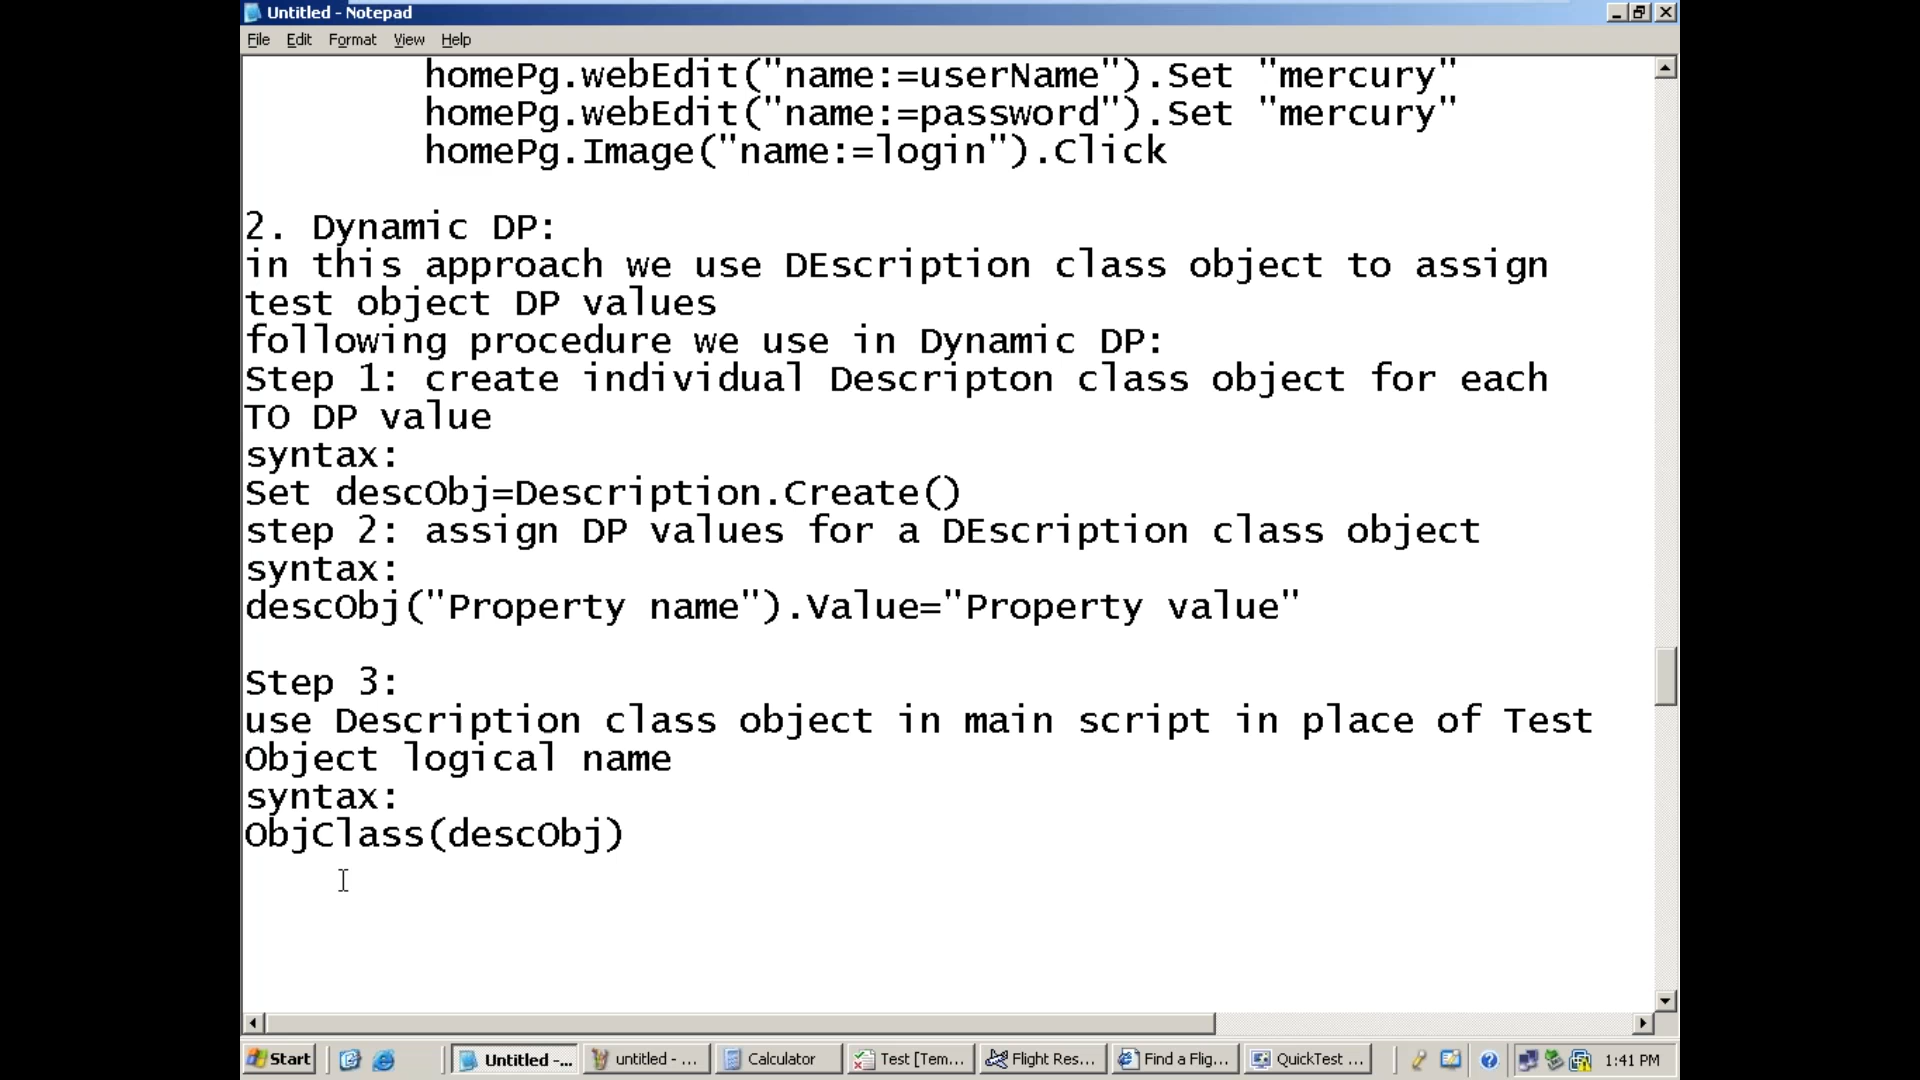 Untitled - Notepad
File Edit Format View Help
homePg.webEdit("name:=userName").Set "mercury"
homePg.webEdit("name:=password").Set "mercury"
homePg.Image("name:=login").Click
2. Dynamic DP:
in this approach we use DEscription class object to assign
test object DP values
following procedure we use in Dynamic DP:
Step 1: create individual Descripton class object for each
TO DP value
syntax:
Set descObj=Description.Create()
step 2: assign DP values for a DEscription class object
syntax:
descObj("Property name").Value="Property value"
Step 3:
use Description class object in main script in place of Test
Object logical name
syntax:
ObjClass(descObj)
Start Untitled -... untitled - ... Calculator Test [Tem... Flight Res... Find a Flig... QuickTest ... 1:41 PM